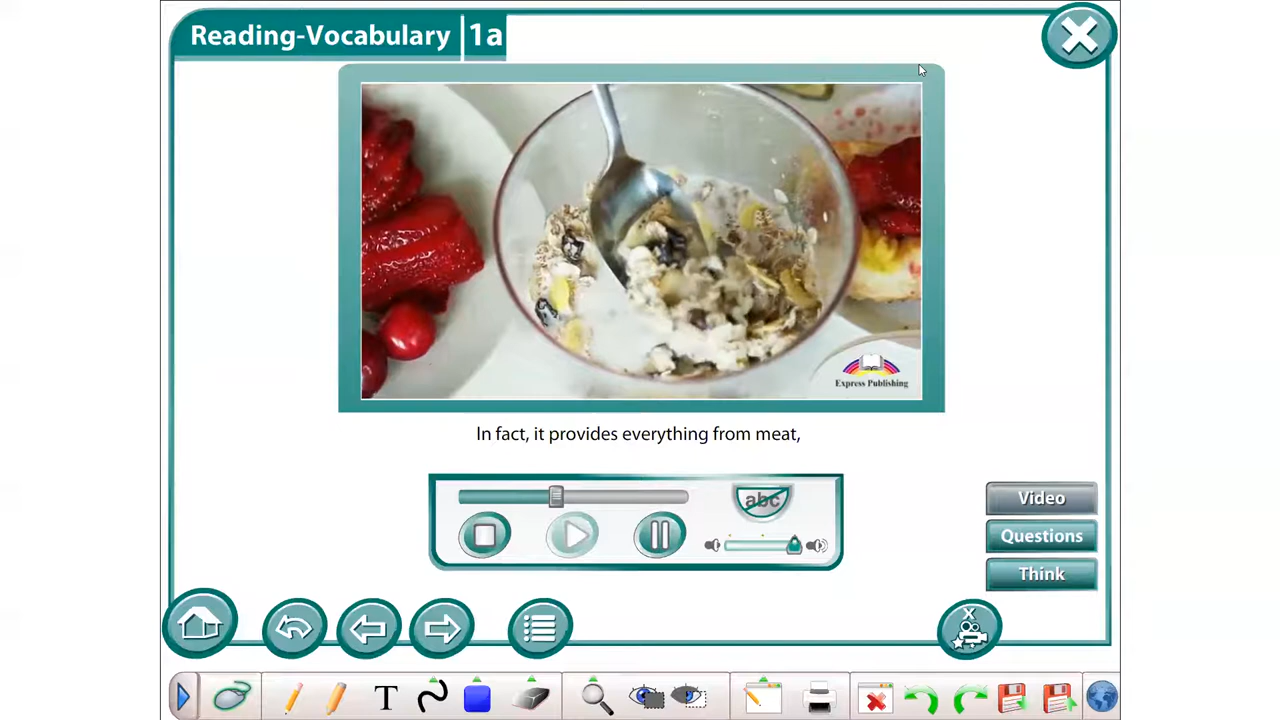 Reading-Vocabulary 1a
Express Publishing
In fact, it provides everything from meat,
abc
Video
Questions
Think
X
T